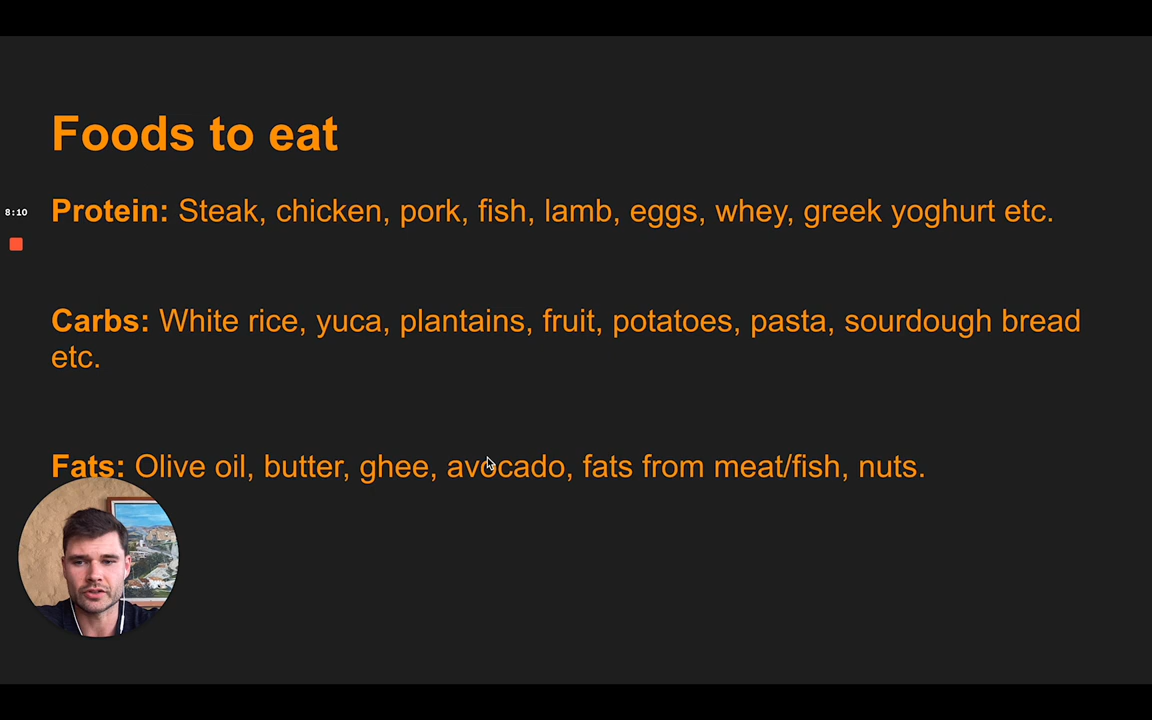 Foods to eat
8:10
Protein: Steak, chicken, pork, fish, lamb, eggs, whey, greek yoghurt etc.
Carbs: White rice, yuca, plantains, fruit, potatoes, pasta, sourdough bread
etc.
Fats: Olive oil, butter, ghee, avocado, fats from meat/fish, nuts.